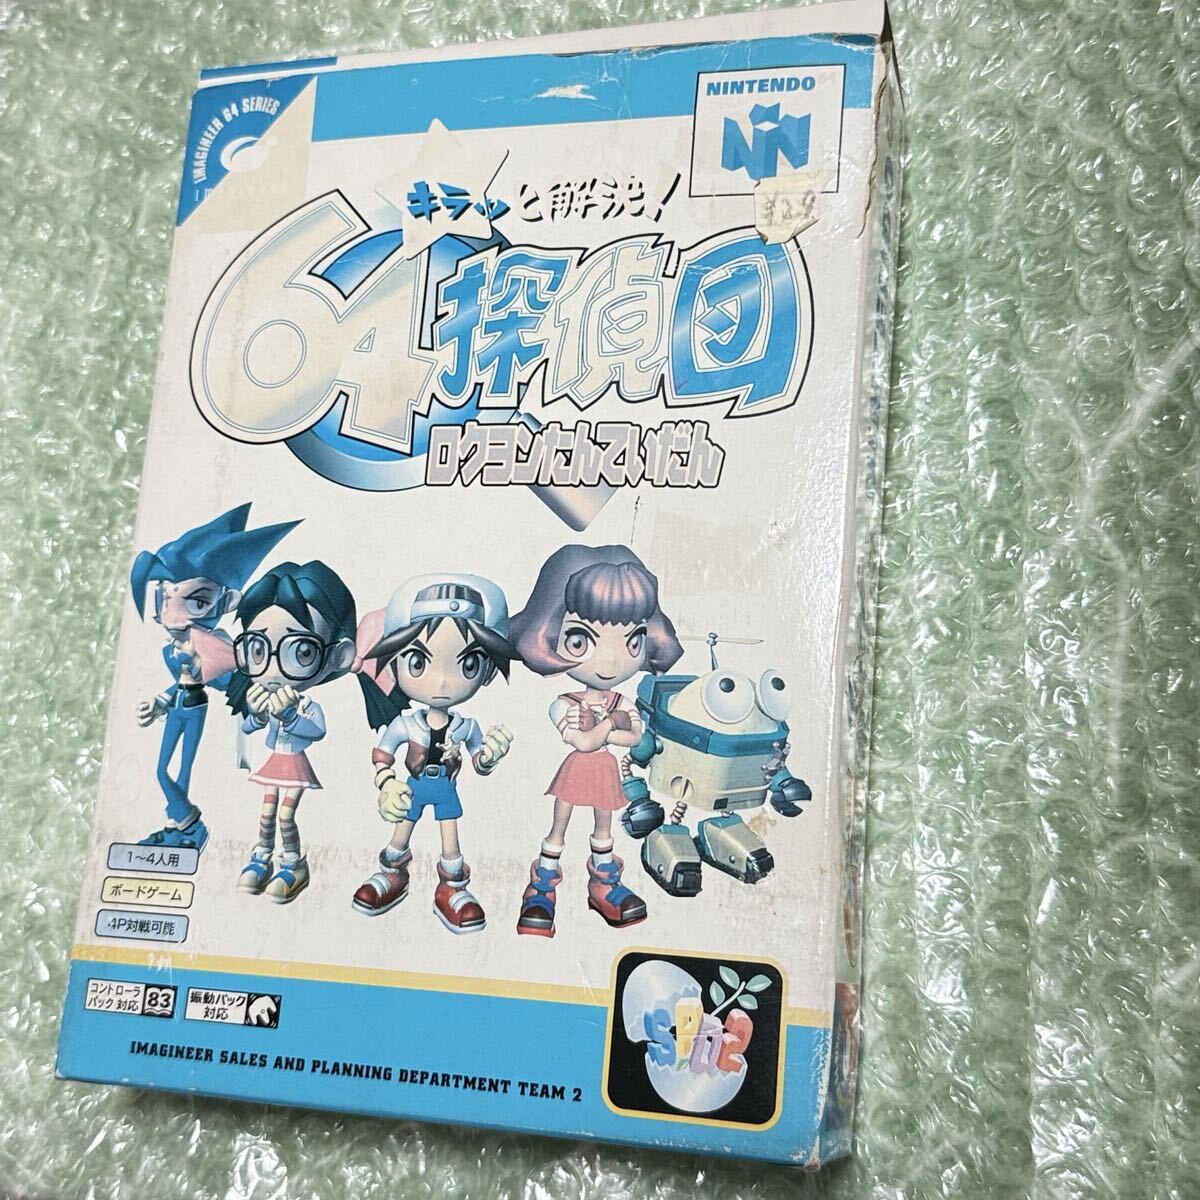 IMAGINEER 64 SERIES
NINTENDO 64
キラッと解決!
64探偵団
ロクヨンたんていだん
1〜4人用
ボードゲーム
4P対戦可能
コントローラ
パック対応 83
振動パック
対応
SPD2
IMAGINEER SALES AND PLANNING DEPARTMENT TEAM 2